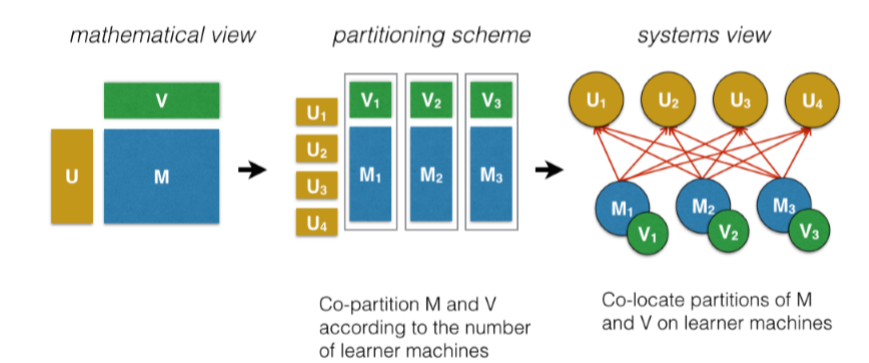 mathematical view
partitioning scheme
systems view
V
U
M
U₁
U₂
U₃
U₄
V₁
V₂
V₃
M₁
M₂
M₃
U₁
U₂
U₃
U₄
M₁
M₂
M₃
V₁
V₂
V₃
Co-partition M and V
according to the number
of learner machines
Co-locate partitions of M
and V on learner machines